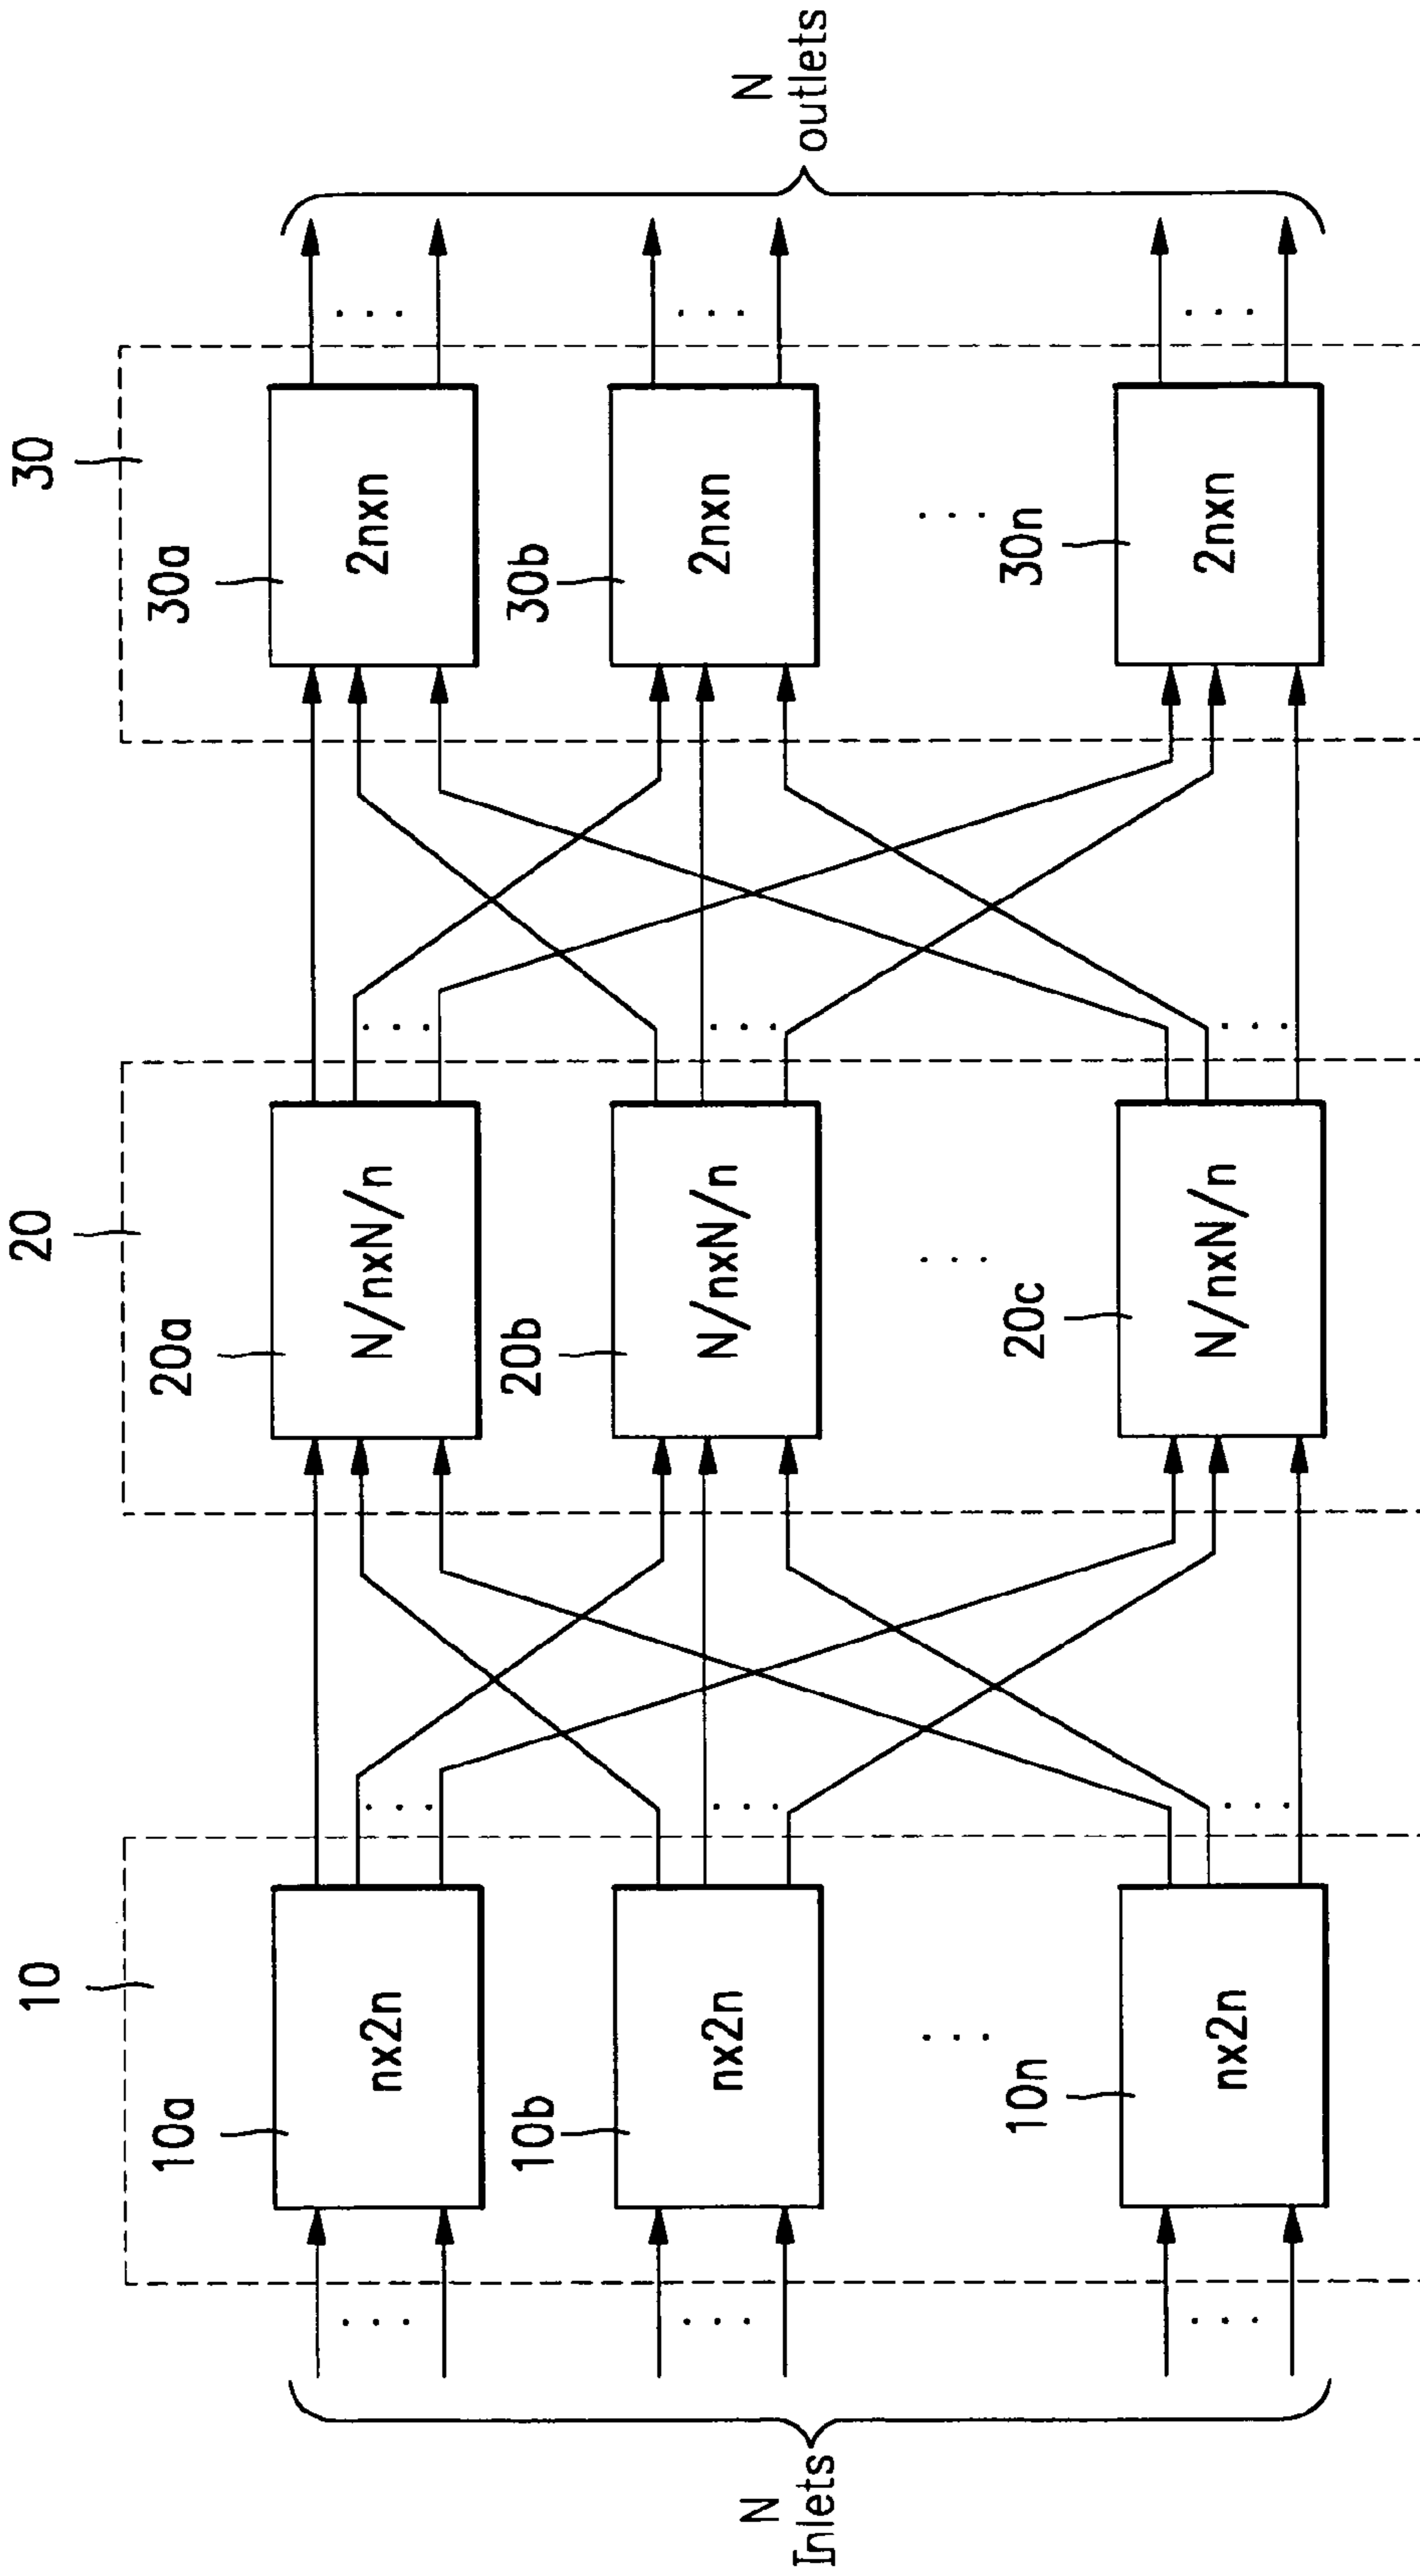 N
Inlets
10
10a
nx2n
10b
nx2n
. . .
10n
nx2n
20
20a
N/nxN/n
20b
N/nxN/n
. . .
20c
N/nxN/n
30
30a
2nxn
30b
2nxn
. . .
30n
2nxn
N
outlets